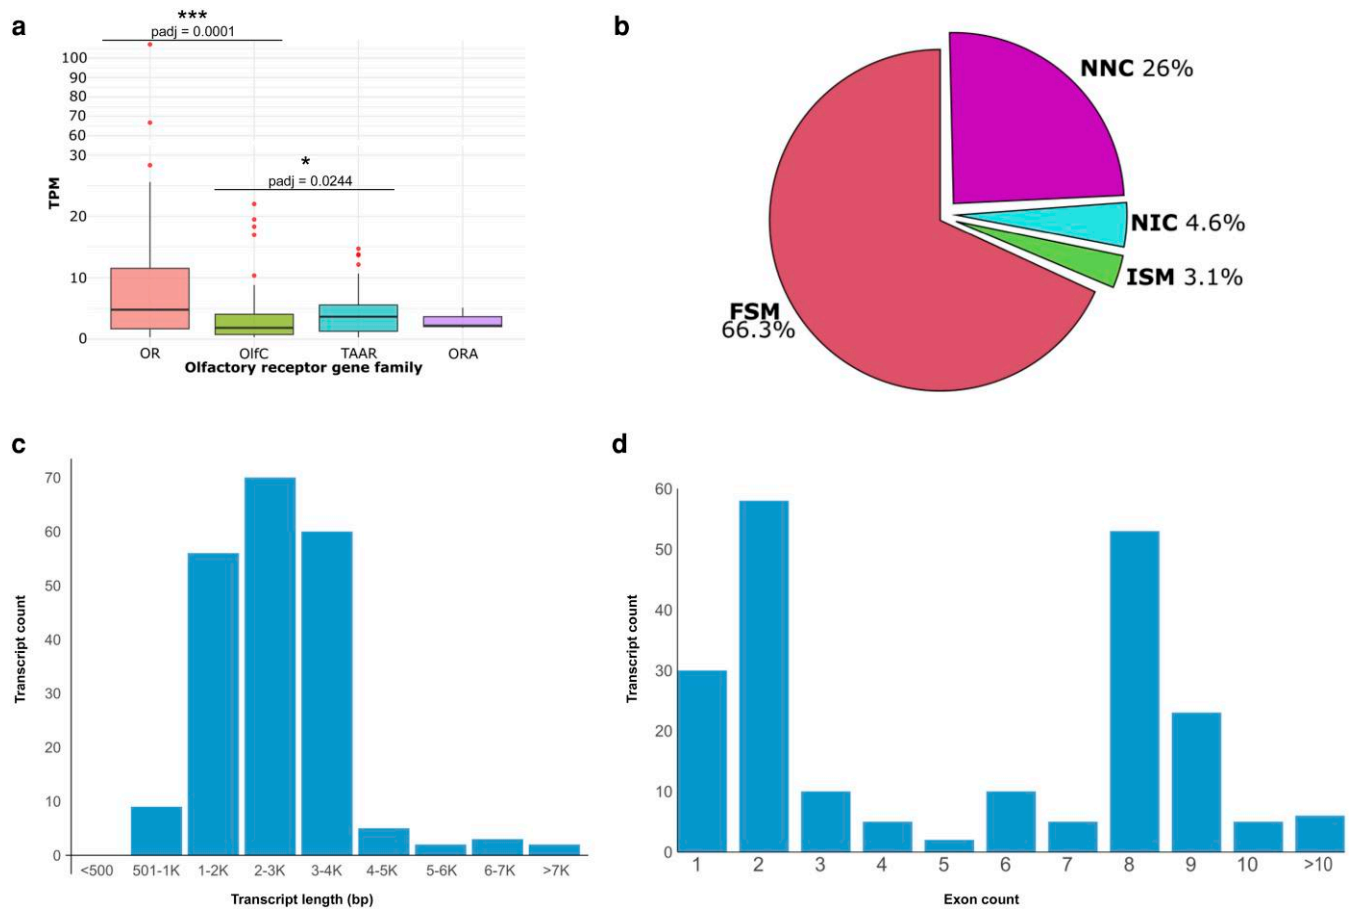 a
***
padj = 0.0001
100
90
80
70
60
30
20
10
0
TPM
*
padj = 0.0244
OR OlfC TAAR ORA
Olfactory receptor gene family
b
NNC 26%
NIC 4.6%
ISM 3.1%
FSM
66.3%
c
70
60
50
40
30
20
10
0
Transcript count
<500 501-1K 1-2K 2-3K 3-4K 4-5K 5-6K 6-7K >7K
Transcript length (bp)
d
60
50
40
30
20
10
0
Transcript count
1 2 3 4 5 6 7 8 9 10 >10
Exon count